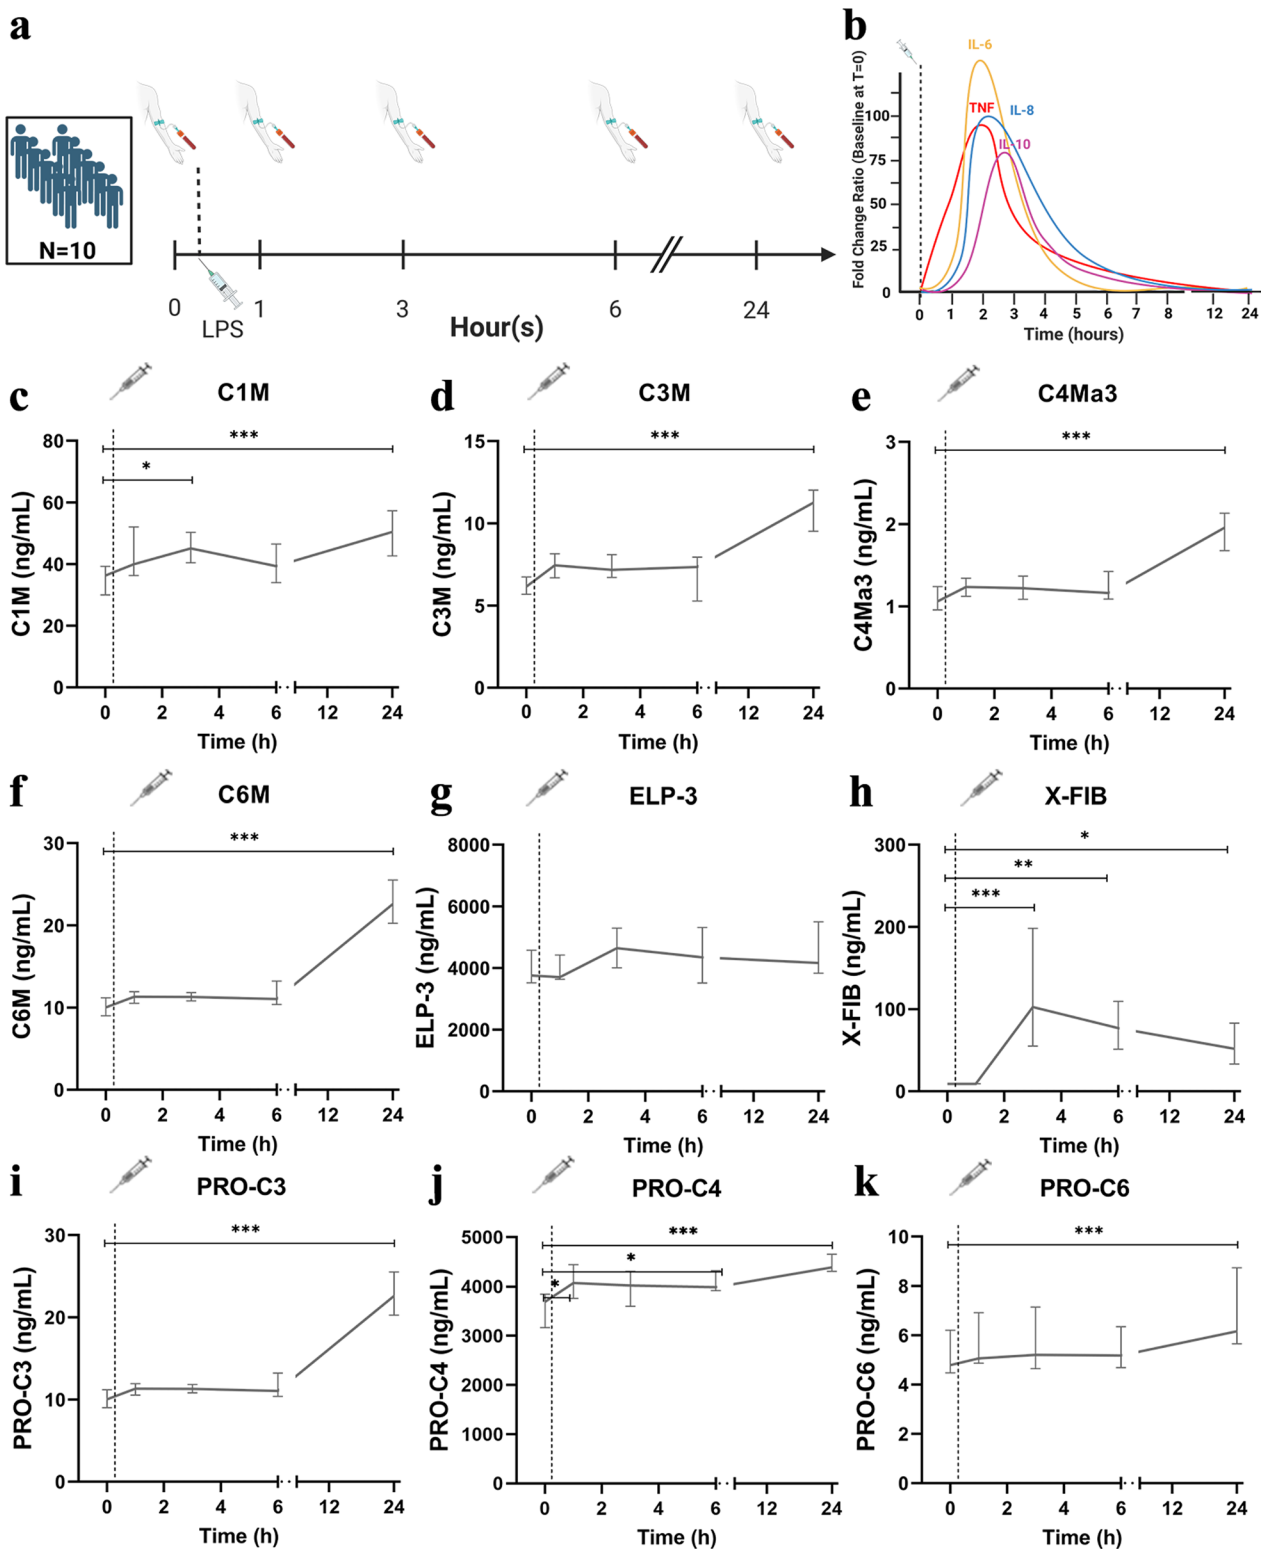 a
N=10
0
1
3
6
24
LPS
Hour(s)
b
Fold Change Ratio (Baseline at T=0)
IL-6
TNF
IL-8
IL-10
100
75
50
25
0
0 1 2 3 4 5 6 7 8 12 24
Time (hours)
c
C1M
***
*
C1M (ng/mL)
80
60
40
20
0
0 2 4 6 12 24
Time (h)
d
C3M
***
C3M (ng/mL)
15
10
5
0
0 2 4 6 12 24
Time (h)
e
C4Ma3
***
C4Ma3 (ng/mL)
3
2
1
0
0 2 4 6 12 24
Time (h)
f
C6M
***
C6M (ng/mL)
30
20
10
0
0 2 4 6 12 24
Time (h)
g
ELP-3
ELP-3 (ng/mL)
8000
6000
4000
2000
0
0 2 4 6 12 24
Time (h)
h
X-FIB
*
**
***
X-FIB (ng/mL)
300
200
100
0
0 2 4 6 12 24
Time (h)
i
PRO-C3
***
PRO-C3 (ng/mL)
30
20
10
0
0 2 4 6 12 24
Time (h)
j
PRO-C4
***
*
*
PRO-C4 (ng/mL)
5000
4000
3000
2000
1000
0
0 2 4 6 12 24
Time (h)
k
PRO-C6
***
PRO-C6 (ng/mL)
10
8
6
4
2
0
0 2 4 6 12 24
Time (h)